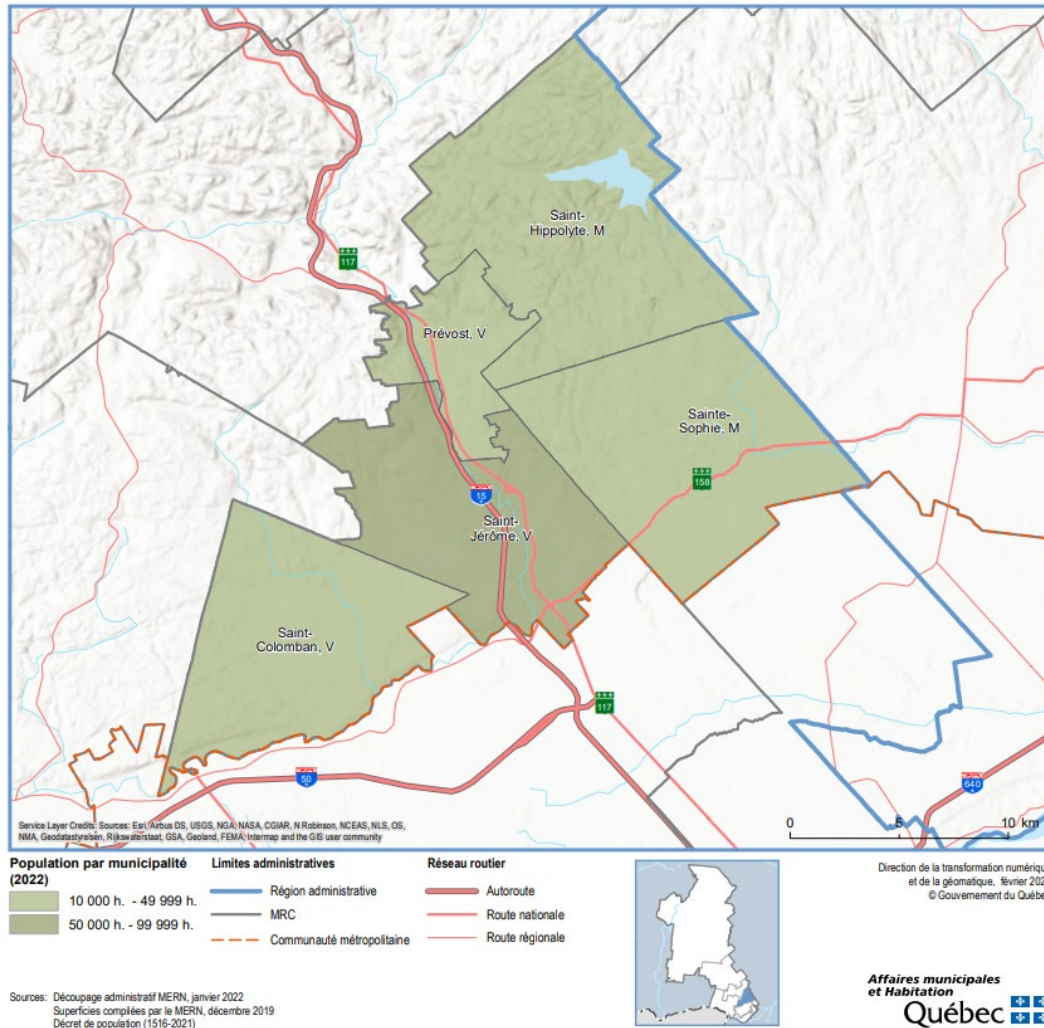 117
Saint-
Hippolyte, M
Prévost, V
Sainte-
Sophie, M
158
15
Saint-
Jérôme, V
Saint-
Colomban, V
117
50
640
0 5 10 km
Service Layer Credits: Sources: Esri, Airbus DS, USGS, NGA, NASA, CGIAR, N Robinson, NCEAS, NLS, OS,
NMA, Geodatastyrelsen, Rijkswaterstaat, GSA, Geoland, FEMA, Intermap and the GIS user community
Population par municipalité
(2022)
10 000 h. - 49 999 h.
50 000 h. - 99 999 h.
Limites administratives
Région administrative
MRC
Communauté métropolitaine
Réseau routier
Autoroute
Route nationale
Route régionale
Direction de la transformation numériqu
et de la géomatique, février 202
© Gouvernement du Québe
Sources: Découpage administratif MERN, janvier 2022
Superficies compilées par le MERN, décembre 2019
Décret de population (1516-2021)
Affaires municipales
et Habitation
Québec